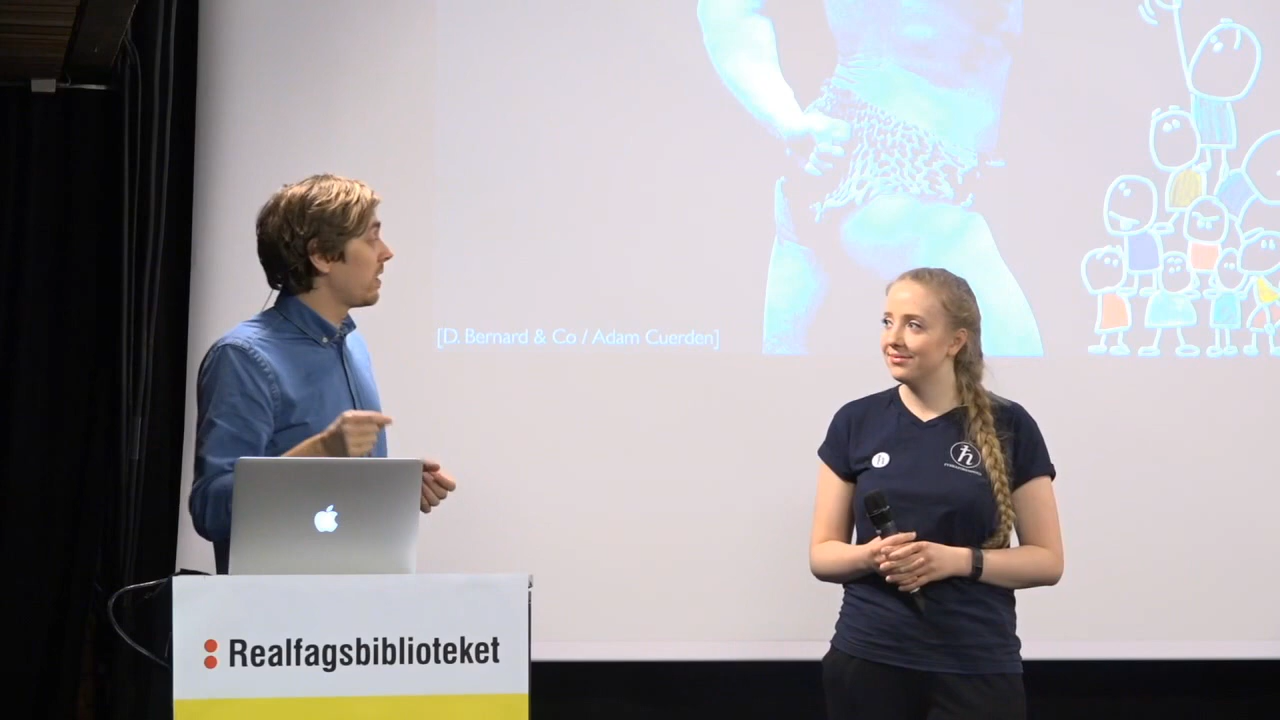 [D. Bernard & Co / Adam Cuerden]
ħ
ħ
Realfagsbiblioteket